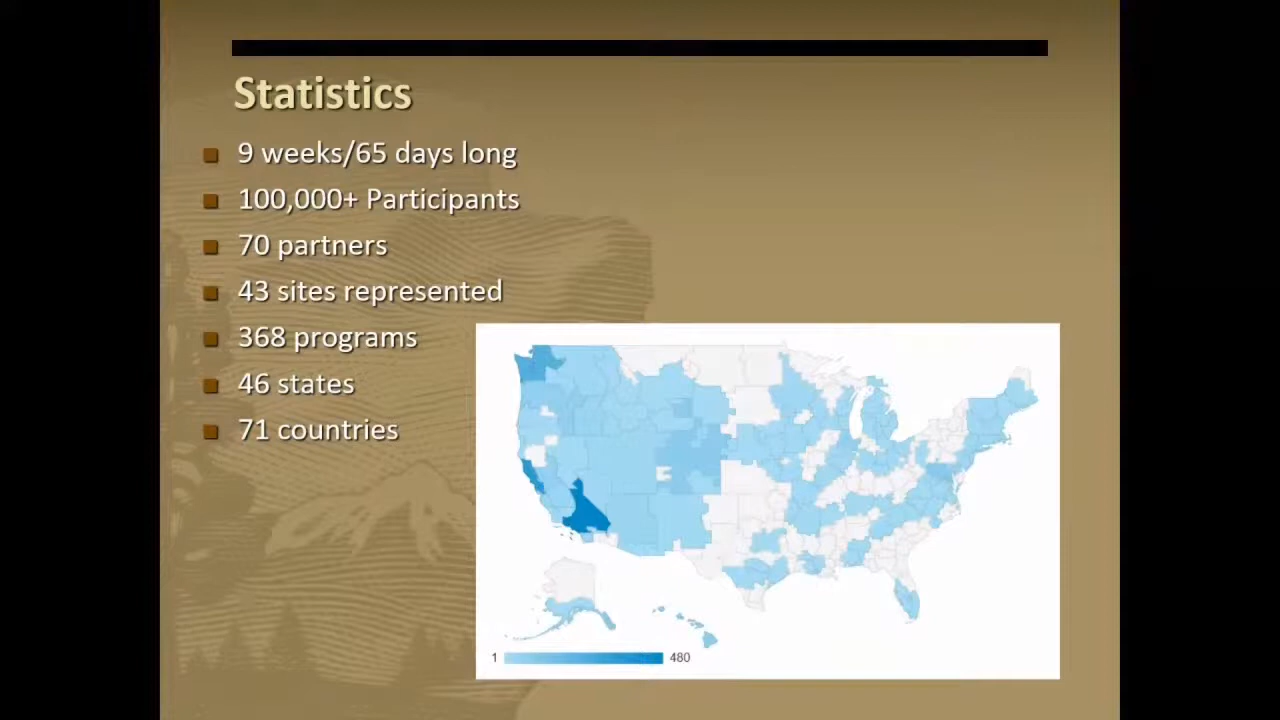 Statistics
9 weeks/65 days long
100,000+ Participants
70 partners
43 sites represented
368 programs
46 states
71 countries
1 480